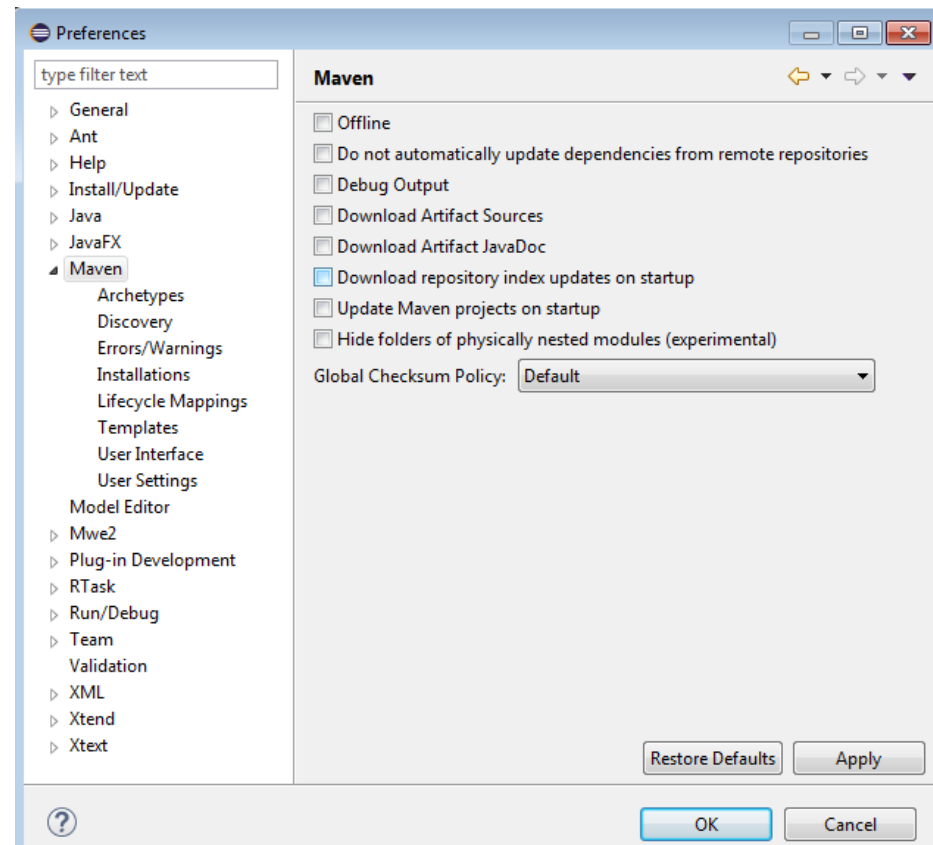 Preferences
type filter text
General
Ant
Help
Install/Update
Java
JavaFX
Maven
Archetypes
Discovery
Errors/Warnings
Installations
Lifecycle Mappings
Templates
User Interface
User Settings
Model Editor
Mwe2
Plug-in Development
RTask
Run/Debug
Team
Validation
XML
Xtend
Xtext
Maven
Offline
Do not automatically update dependencies from remote repositories
Debug Output
Download Artifact Sources
Download Artifact JavaDoc
Download repository index updates on startup
Update Maven projects on startup
Hide folders of physically nested modules (experimental)
Global Checksum Policy: Default
Restore Defaults Apply
? OK Cancel